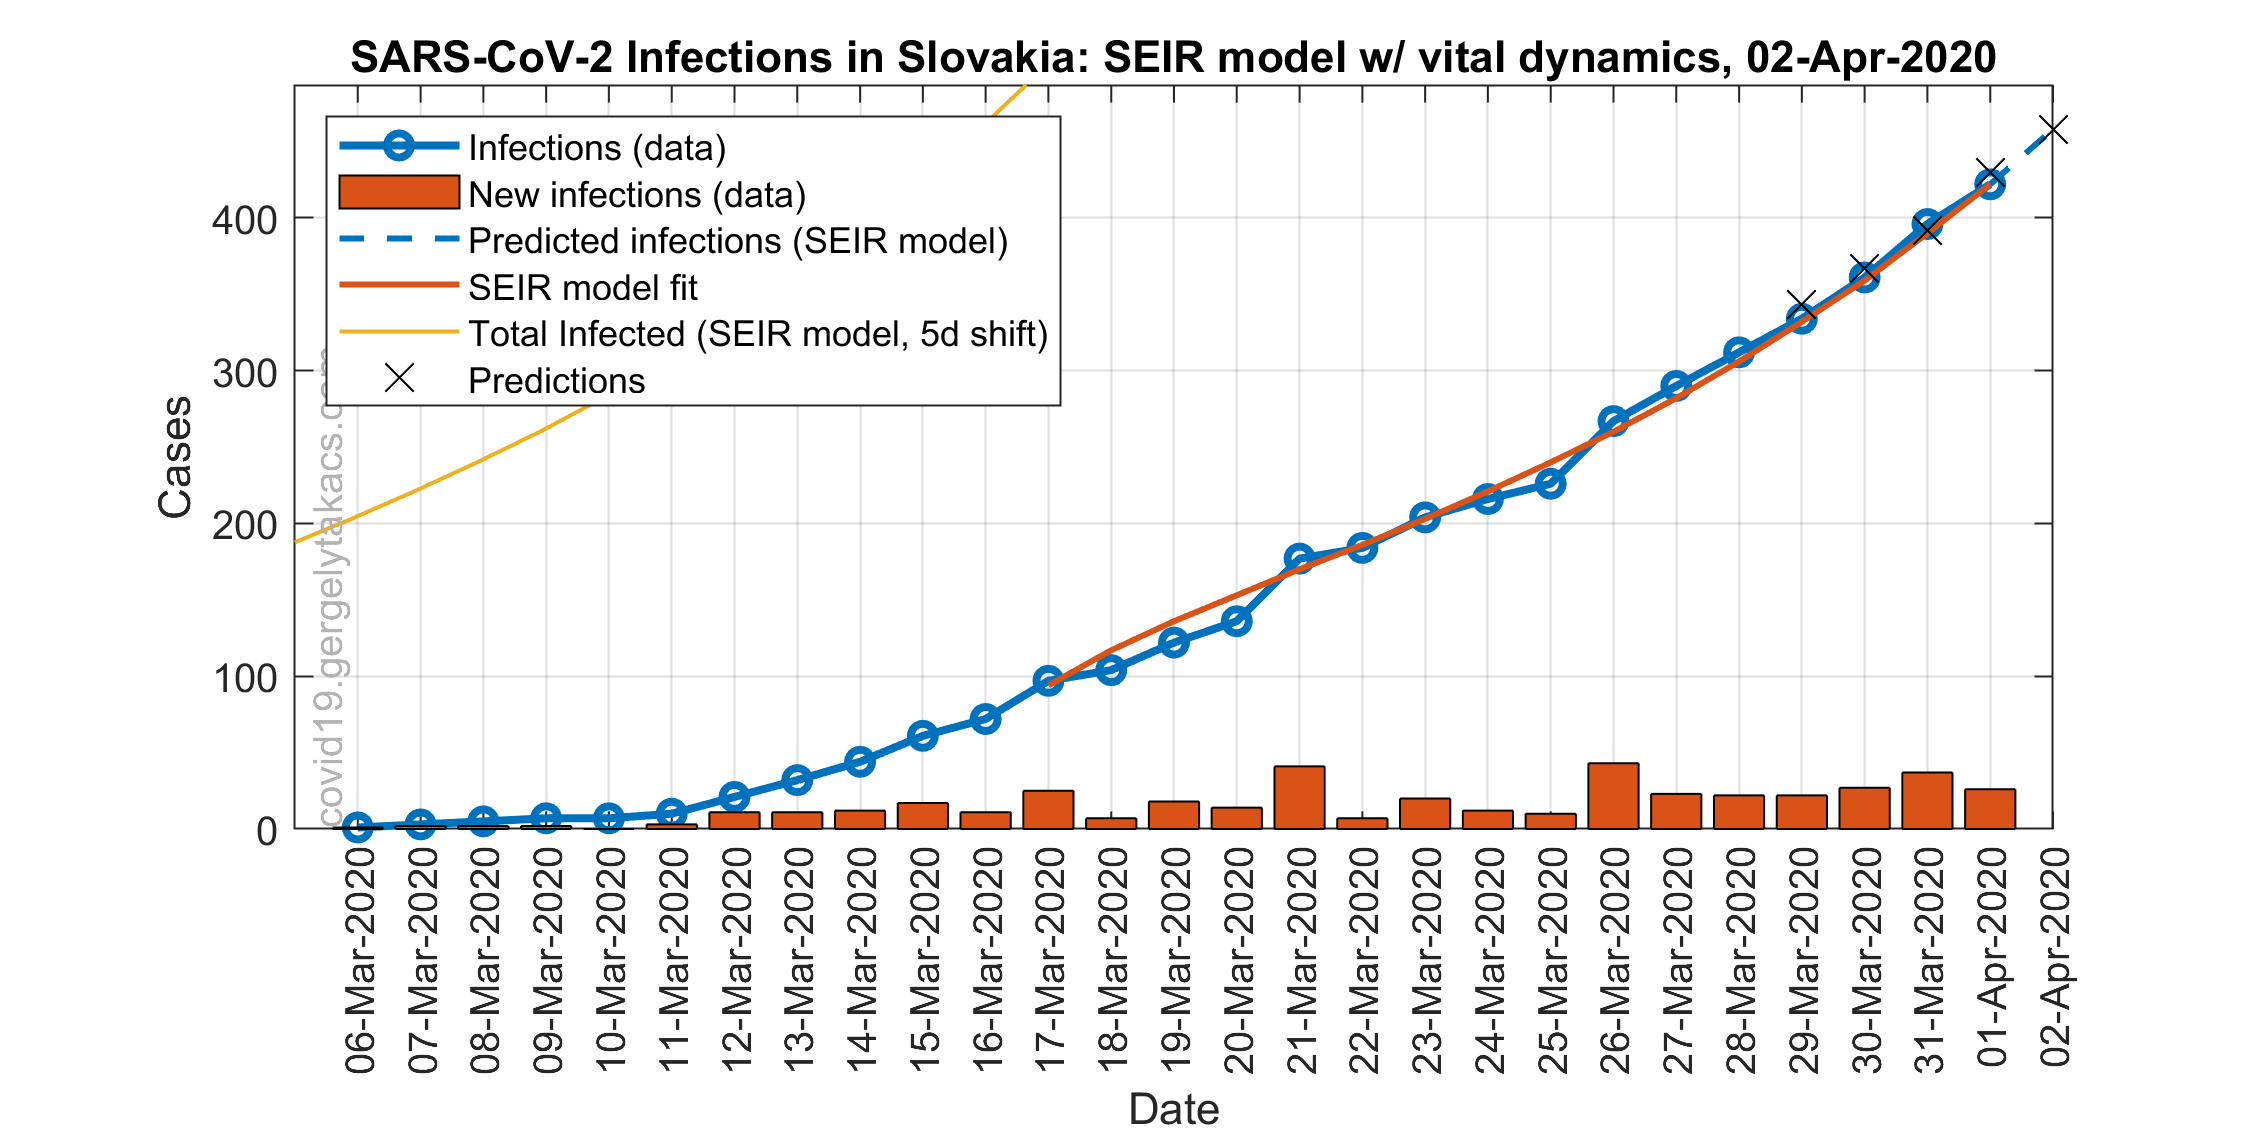 SARS-CoV-2 Infections in Slovakia: SEIR model w/ vital dynamics, 02-Apr-2020
Infections (data)
New infections (data)
Predicted infections (SEIR model)
SEIR model fit
Total Infected (SEIR model, 5d shift)
Predictions
Cases
400
300
200
100
0
covid19.gergelytakacs.com
06-Mar-2020
07-Mar-2020
08-Mar-2020
09-Mar-2020
10-Mar-2020
11-Mar-2020
12-Mar-2020
13-Mar-2020
14-Mar-2020
15-Mar-2020
16-Mar-2020
17-Mar-2020
18-Mar-2020
19-Mar-2020
20-Mar-2020
21-Mar-2020
22-Mar-2020
23-Mar-2020
24-Mar-2020
25-Mar-2020
26-Mar-2020
27-Mar-2020
28-Mar-2020
29-Mar-2020
30-Mar-2020
31-Mar-2020
01-Apr-2020
02-Apr-2020
Date